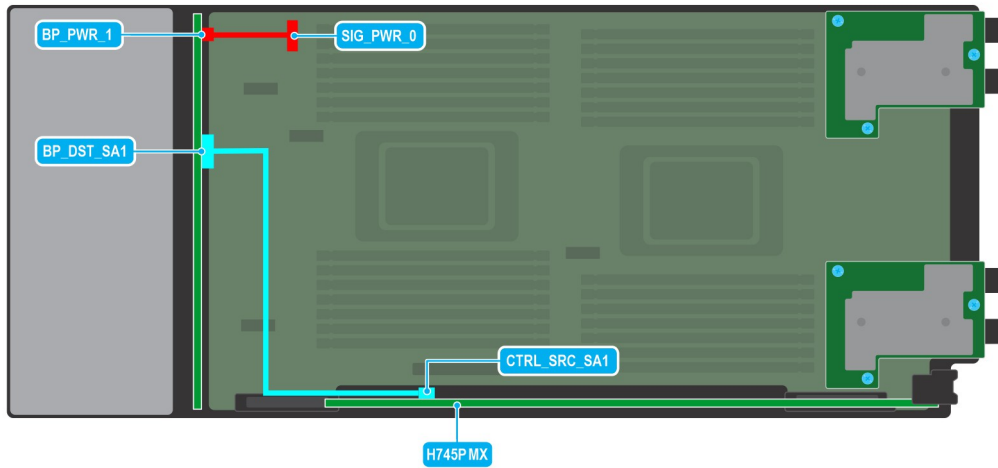 BP_PWR_1
SIG_PWR_0
BP_DST_SA1
CTRL_SRC_SA1
H745P MX